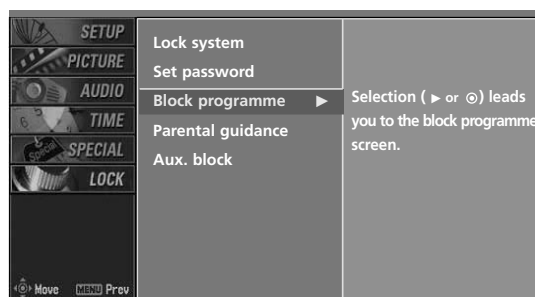 SETUP
PICTURE
AUDIO
TIME
SPECIAL
LOCK
Move MENU Prev
Lock system
Set password
Block programme ▶
Parental guidance
Aux. block
Selection ( ▶ or ◉) leads
you to the block programme
screen.